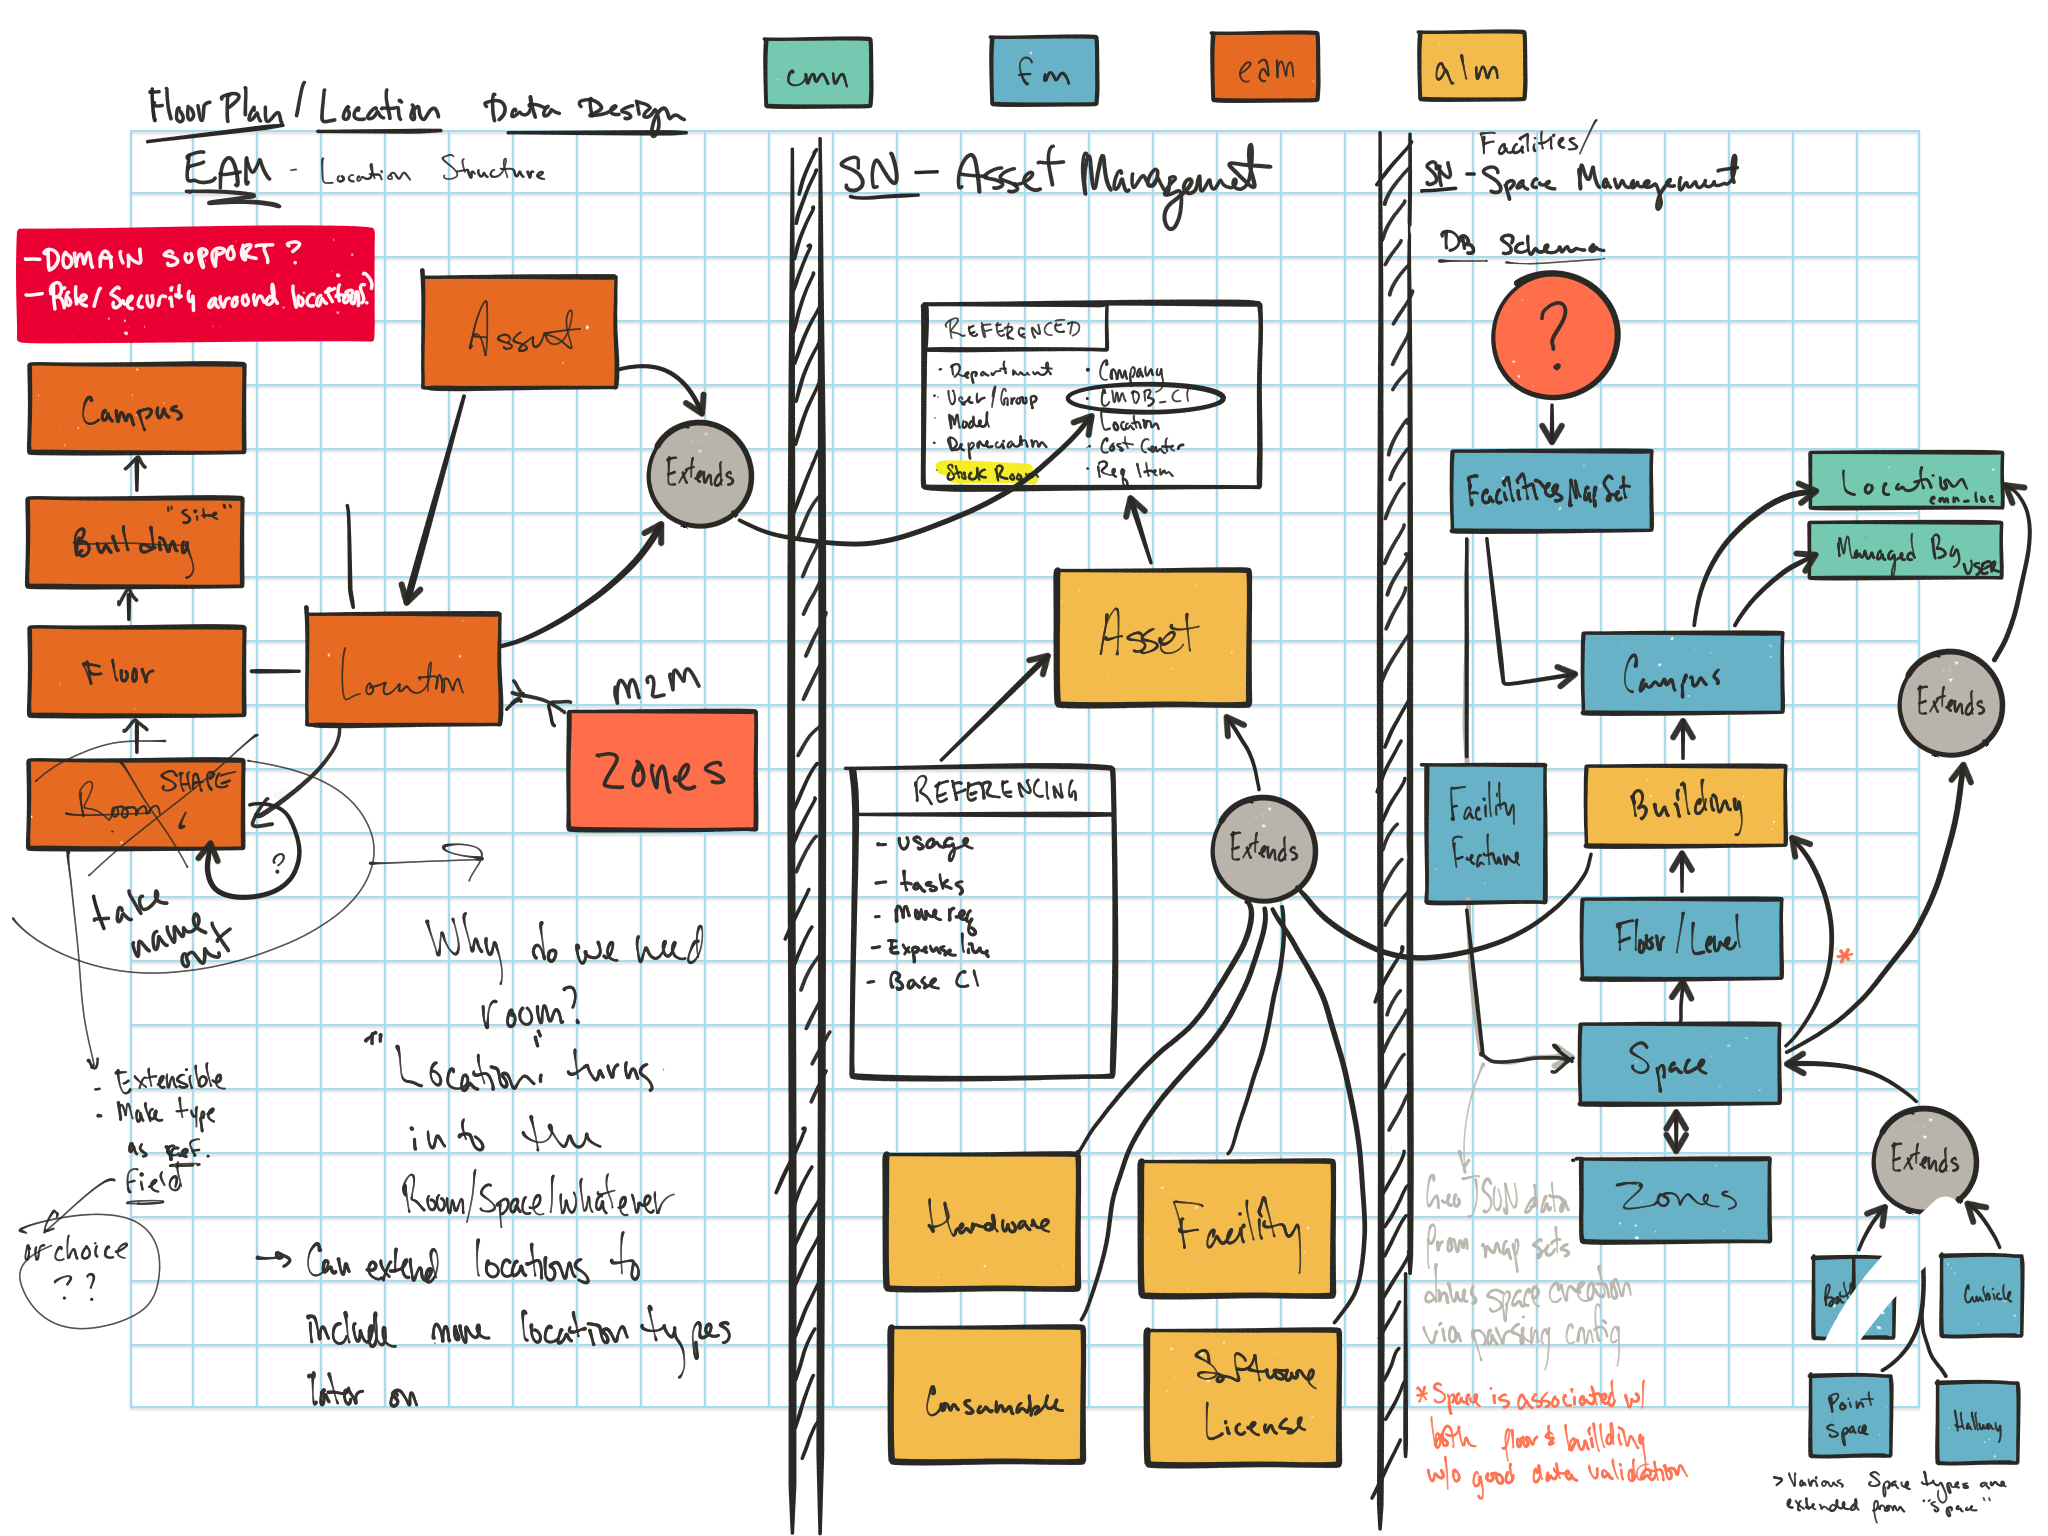 cmn
fm
eam
alm
Floor Plan / Location Data Design
EAM - Location Structure
- DOMAIN SUPPORT?
- Role/Security around locations?
Asset
Campus
Extends
"Site"
Building
Floor
Location
M2M
Zones
Room
SHAPE
?
take
name
out
Why do we need
room?
"Location" turns
into the
Room/Space/whatever
→ Can extend locations to
include more location types
later on
- Extensible
- Make type
as ref.
field
or choice
? ?
SN - Asset Management
REFERENCED
· Department
· User/Group
· Model
· Depreciation
· Stock Room
· Company
· CMDB_CI
Location
· Cost Center
· Req Item
Asset
REFERENCING
- usage
- tasks
- Move req
- Expense line
- Base CI
Extends
Hardware
Facility
Consumable
Software
License
Facilities/
SN - Space Management
DB Schema
?
Facilities Map Set
Location
cmn_loc
Managed By
USER
Campus
Extends
Building
Facility
Feature
Floor/Level
*
Space
Zones
Extends
GeoJSON data
from map sets
drives space creation
via parsing config
Cubicle
Point
Space
Hallway
* Space is associated w/
both floor & building
w/o good data validation
> Various Space types are
extended from "Space"